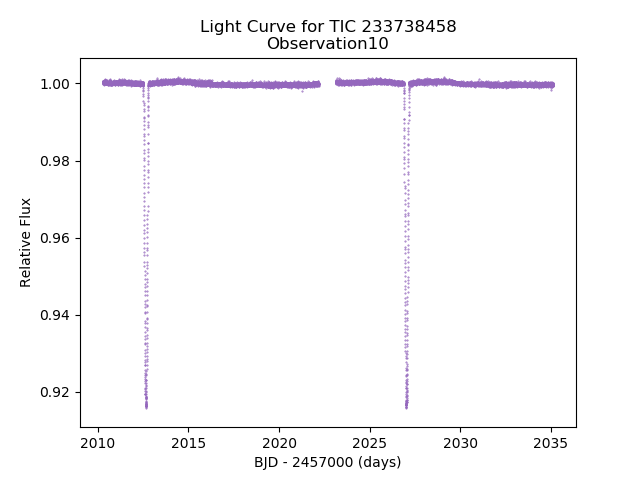 Light Curve for TIC 233738458
Observation10
1.00
0.98
0.96
0.94
0.92
Relative Flux
2010 2015 2020 2025 2030 2035
BJD - 2457000 (days)